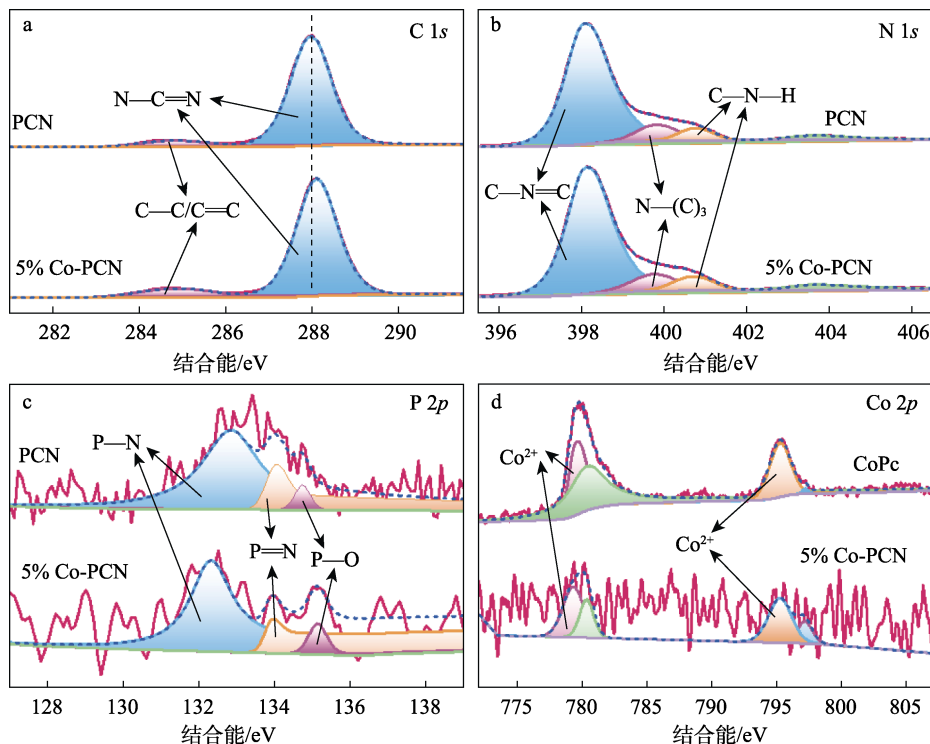 a
C 1s
N—C=N
PCN
C—C/C=C
5% Co-PCN
282 284 286 288 290
结合能/eV
b
N 1s
C—N—H
PCN
C—N=C
N—(C)₃
5% Co-PCN
396 398 400 402 404 406
结合能/eV
c
P 2p
P—N
PCN
P=N
P—O
5% Co-PCN
128 130 132 134 136 138
结合能/eV
d
Co 2p
Co²⁺
CoPc
Co²⁺
5% Co-PCN
775 780 785 790 795 800 805
结合能/eV